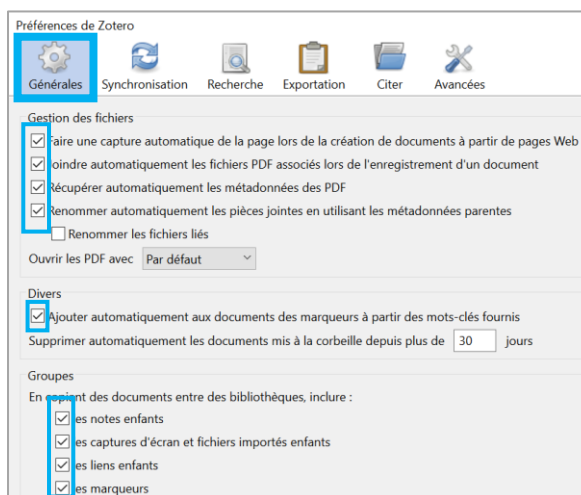 Préférences de Zotero
Générales Synchronisation Recherche Exportation Citer Avancées
Gestion des fichiers
Faire une capture automatique de la page lors de la création de documents à partir de pages Web
Joindre automatiquement les fichiers PDF associés lors de l'enregistrement d'un document
Récupérer automatiquement les métadonnées des PDF
Renommer automatiquement les pièces jointes en utilisant les métadonnées parentes
Renommer les fichiers liés
Ouvrir les PDF avec Par défaut
Divers
Ajouter automatiquement aux documents des marqueurs à partir des mots-clés fournis
Supprimer automatiquement les documents mis à la corbeille depuis plus de 30 jours
Groupes
En copiant des documents entre des bibliothèques, inclure :
les notes enfants
les captures d'écran et fichiers importés enfants
les liens enfants
les marqueurs